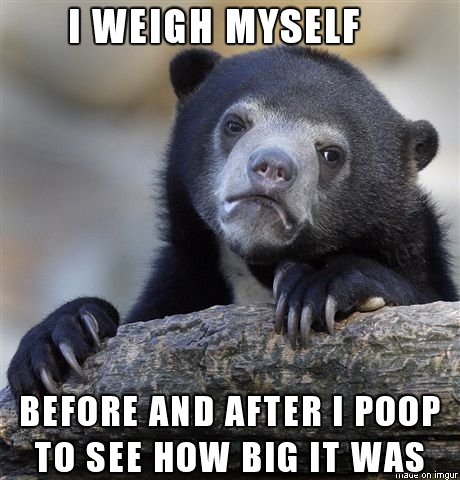 I WEIGH MYSELF
BEFORE AND AFTER I POOP
TO SEE HOW BIG IT WAS
made on imgur